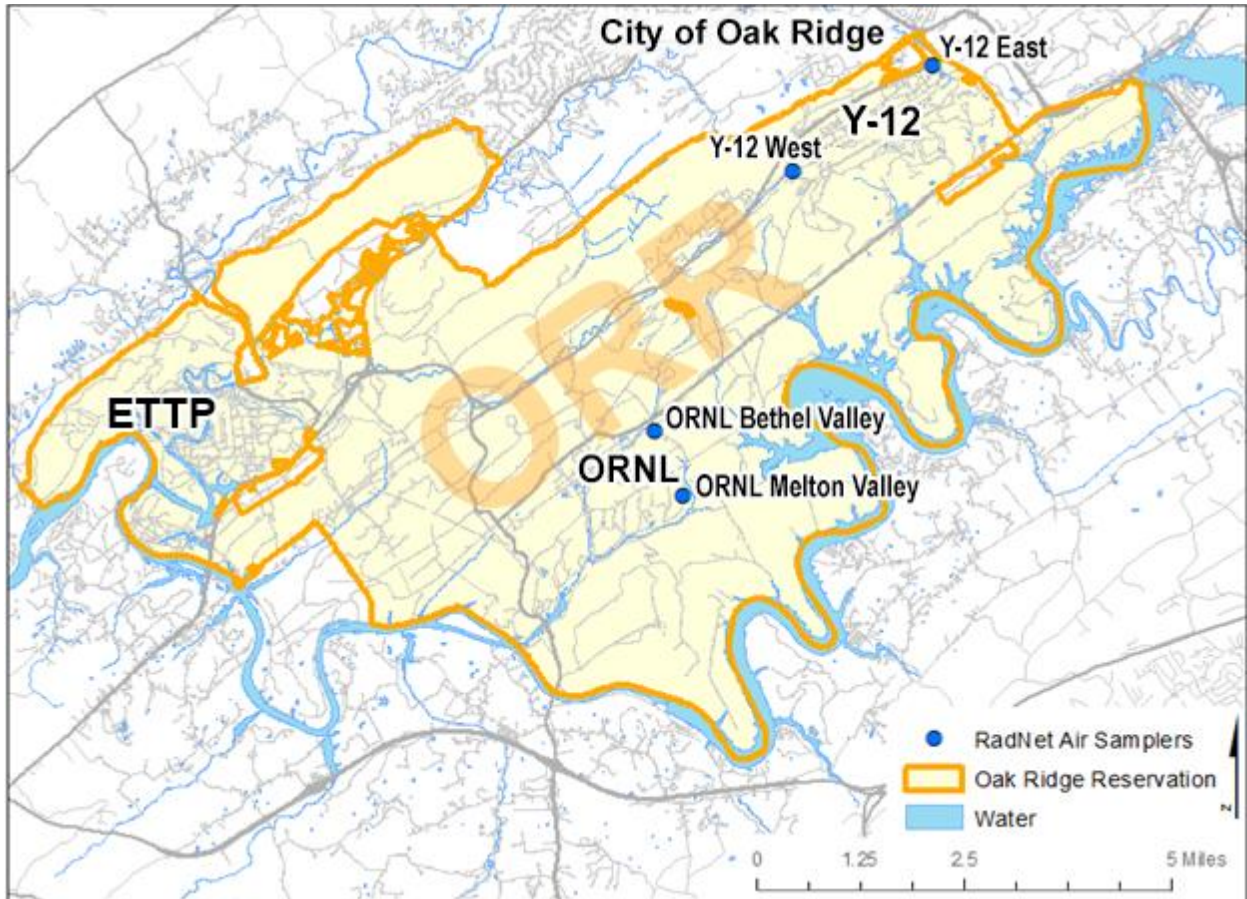 City of Oak Ridge
Y-12 East
Y-12
Y-12 West
ORR
ETTP
ORNL Bethel Valley
ORNL
ORNL Melton Valley
RadNet Air Samplers
Oak Ridge Reservation
Water
z
0 1.25 2.5 5 Miles